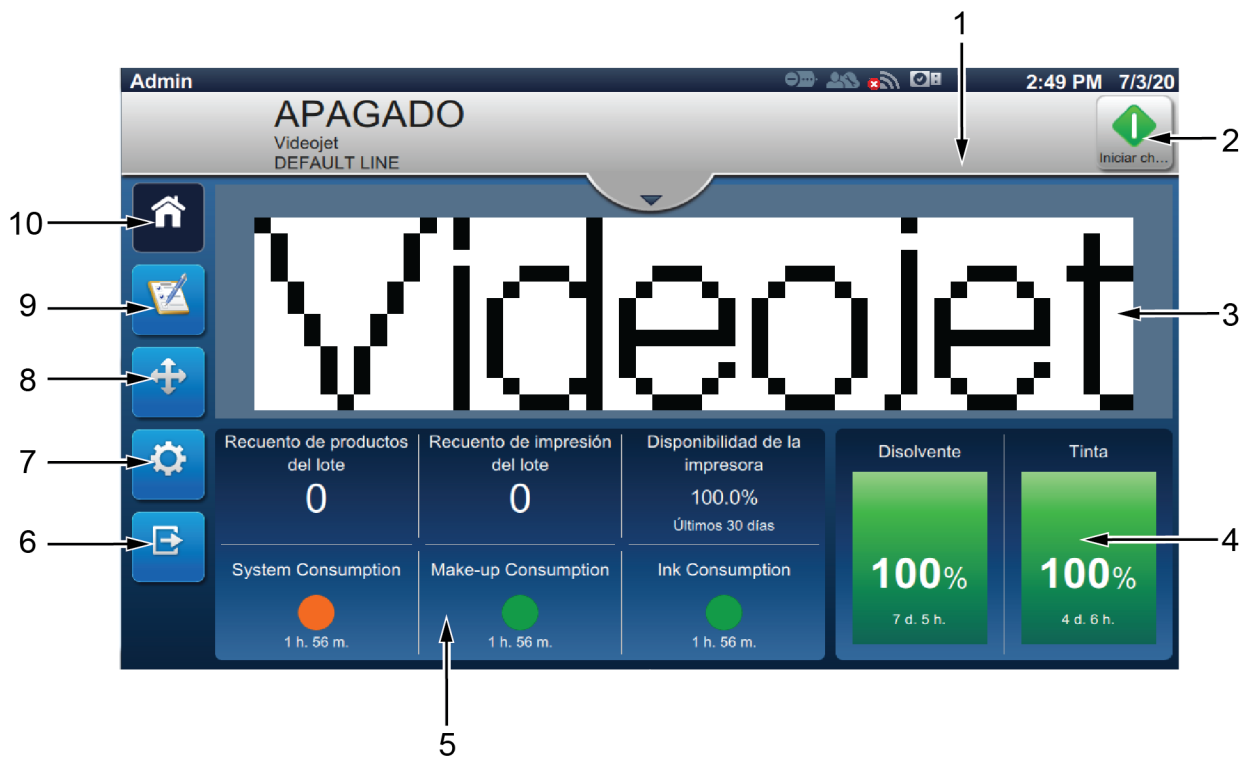 1
Admin
2:49 PM 7/3/20
APAGADO
Videojet
DEFAULT LINE
Iniciar ch...
2
10
Videojet
3
9
8
7
6
Recuento de productos
del lote
0
Recuento de impresión
del lote
0
Disponibilidad de la
impresora
100.0%
Últimos 30 días
System Consumption
1 h. 56 m.
Make-up Consumption
1 h. 56 m.
Ink Consumption
1 h. 56 m.
Disolvente
100%
7 d. 5 h.
Tinta
100%
4 d. 6 h.
4
5